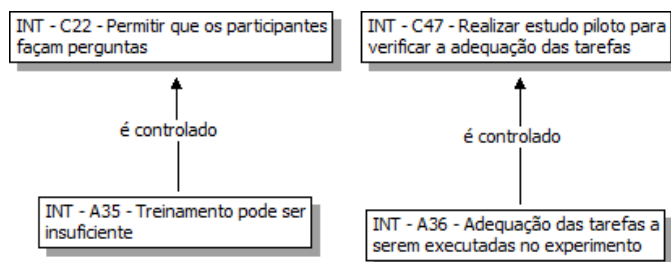 INT - C22 - Permitir que os participantes
façam perguntas
INT - C47 - Realizar estudo piloto para
verificar a adequação das tarefas
é controlado
é controlado
INT - A35 - Treinamento pode ser
insuficiente
INT - A36 - Adequação das tarefas a
serem executadas no experimento